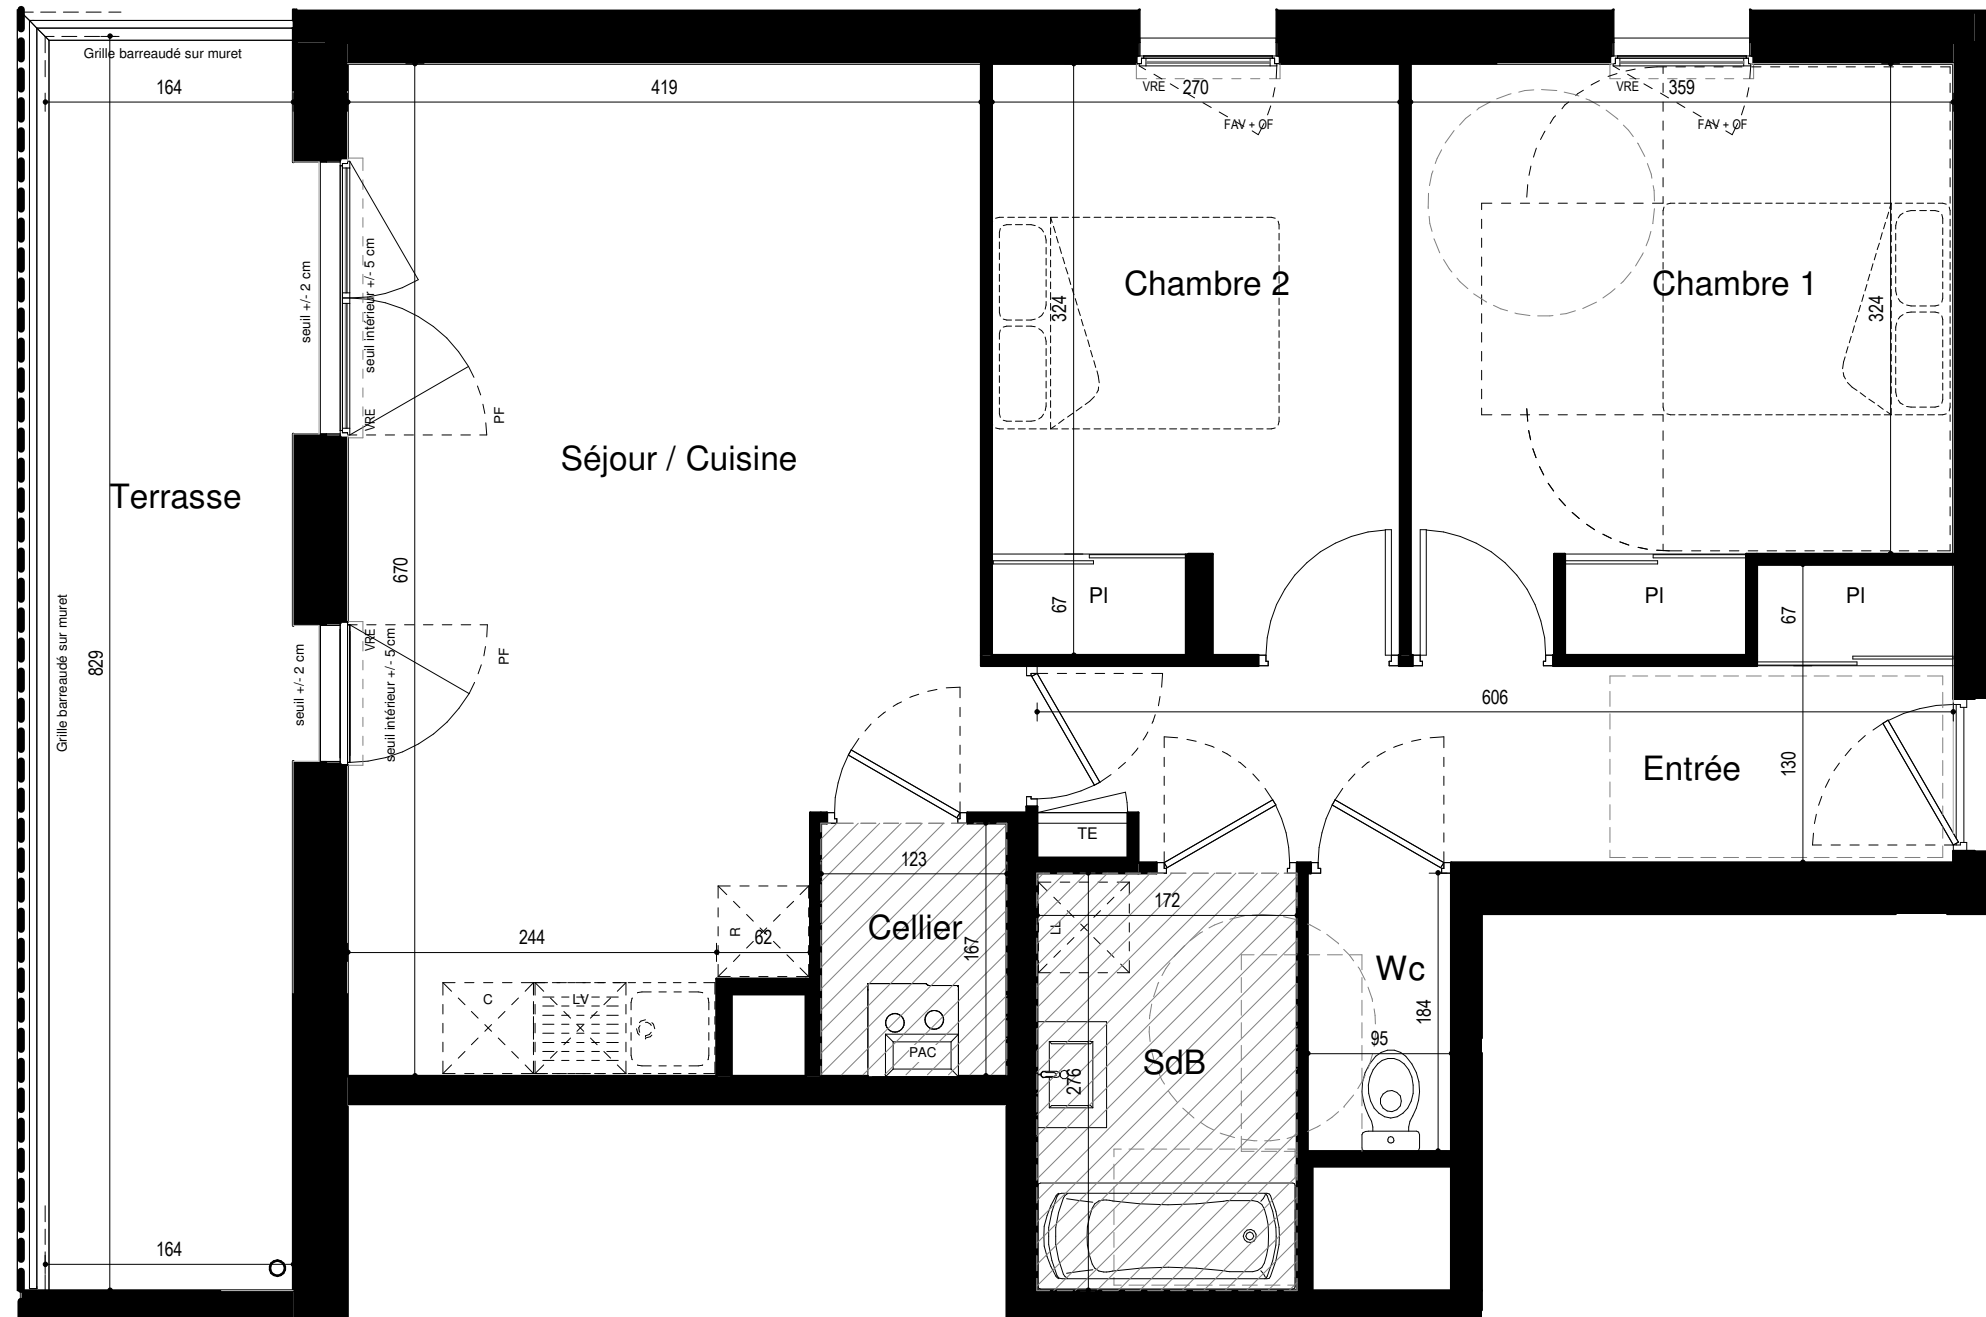 Grille barreaudé sur muret
164
419
VRE
270
FAV + OF
VRE
359
FAV + OF
seuil +/- 2 cm
seuil intérieur +/- 5 cm
VRE
PF
Chambre 2
324
Chambre 1
324
Séjour / Cuisine
Terrasse
670
829
Grille barreaudé sur muret
seuil +/- 2 cm
seuil intérieur +/- 5 cm
VRE
PF
67
Pl
Pl
67
Pl
606
Entrée
130
TE
123
Cellier
167
172
LL
R
62
244
C
LV
PAC
Wc
184
95
SdB
276
164